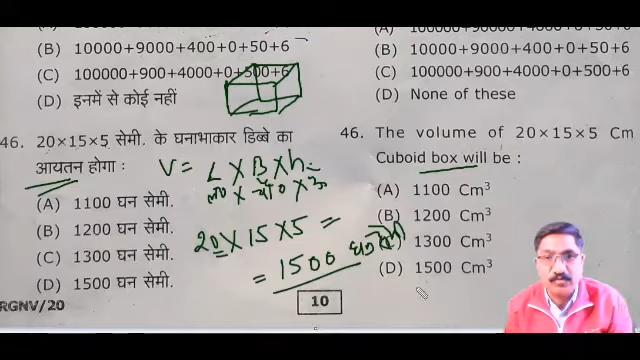 (B) 10000+9000+400+0+50+6
(C) 100000+900+4000+0+500+6
(D) इनमें से कोई नहीं
46. 20×15×5 सेमी. के घनाभाकार डिब्बे का
आयतन होगा :
V = L × B × h
ल० × चौ० × ऊ०
(A) 1100 घन सेमी.
(B) 1200 घन सेमी.
(C) 1300 घन सेमी.
(D) 1500 घन सेमी.
20 × 15 × 5 =
= 1500
RGNV/20
10
(B) 10000+9000+400+0+50+6
(C) 100000+900+4000+0+500+6
(D) None of these
46. The volume of 20×15×5 Cm
Cuboid box will be :
(A) 1100 Cm³
(B) 1200 Cm³
1300 Cm³
(D) 1500 Cm³